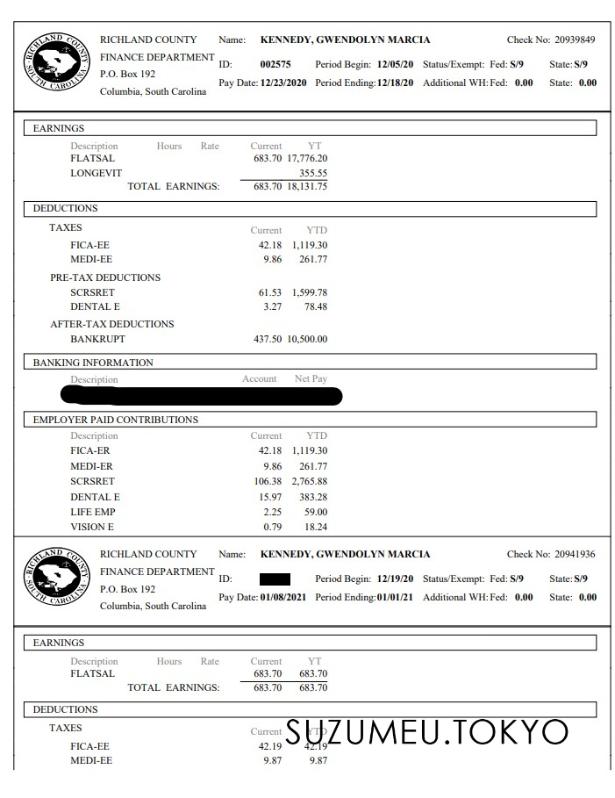 RICHLAND COUNTY Name: KENNEDY, GWENDOLYN MARCIA Check No: 20939849
FINANCE DEPARTMENT ID: 002575 Period Begin: 12/05/20 Status/Exempt: Fed: S/9 State: S/9
P.O. Box 192 Pay Date: 12/23/2020 Period Ending: 12/18/20 Additional WH: Fed: 0.00 State: 0.00
Columbia, South Carolina
RICHLAND COUNTY SOUTH CAROLINA
EARNINGS
Description Hours Rate Current YT
FLATSAL 683.70 17,776.20
LONGEVIT 355.55
TOTAL EARNINGS: 683.70 18,131.75
DEDUCTIONS
TAXES Current YTD
FICA-EE 42.18 1,119.30
MEDI-EE 9.86 261.77
PRE-TAX DEDUCTIONS
SCRSRET 61.53 1,599.78
DENTAL E 3.27 78.48
AFTER-TAX DEDUCTIONS
BANKRUPT 437.50 10,500.00
BANKING INFORMATION
Description Account Net Pay
EMPLOYER PAID CONTRIBUTIONS
Description Current YTD
FICA-ER 42.18 1,119.30
MEDI-ER 9.86 261.77
SCRSRET 106.38 2,765.88
DENTAL E 15.97 383.28
LIFE EMP 2.25 59.00
VISION E 0.79 18.24
RICHLAND COUNTY Name: KENNEDY, GWENDOLYN MARCIA Check No: 20941936
FINANCE DEPARTMENT ID: Period Begin: 12/19/20 Status/Exempt: Fed: S/9 State: S/9
P.O. Box 192 Pay Date: 01/08/2021 Period Ending: 01/01/21 Additional WH: Fed: 0.00 State: 0.00
Columbia, South Carolina
RICHLAND COUNTY SOUTH CAROLINA
EARNINGS
Description Hours Rate Current YT
FLATSAL 683.70 683.70
TOTAL EARNINGS: 683.70 683.70
DEDUCTIONS
TAXES Current YTD
FICA-EE 42.19 42.19
MEDI-EE 9.87 9.87
SUZUMEU.TOKYO